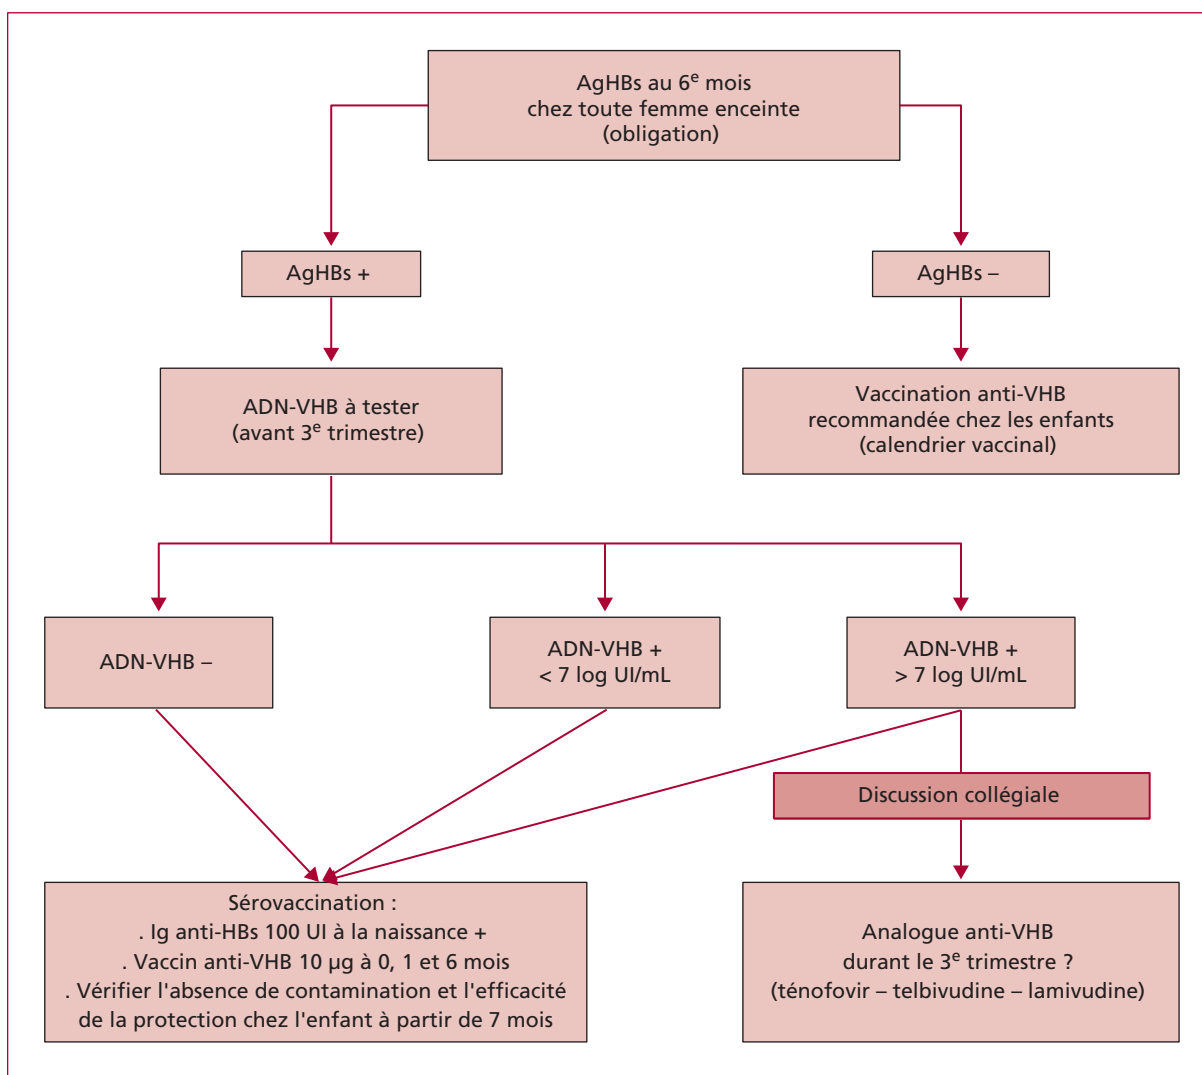 AgHBs au 6e mois
chez toute femme enceinte
(obligation)
AgHBs +
AgHBs –
ADN-VHB à tester
(avant 3e trimestre)
Vaccination anti-VHB
recommandée chez les enfants
(calendrier vaccinal)
ADN-VHB –
ADN-VHB +
< 7 log UI/mL
ADN-VHB +
> 7 log UI/mL
Discussion collégiale
Sérovaccination :
. Ig anti-HBs 100 UI à la naissance +
. Vaccin anti-VHB 10 µg à 0, 1 et 6 mois
. Vérifier l'absence de contamination et l'efficacité
de la protection chez l'enfant à partir de 7 mois
Analogue anti-VHB
durant le 3e trimestre ?
(ténofovir – telbivudine – lamivudine)